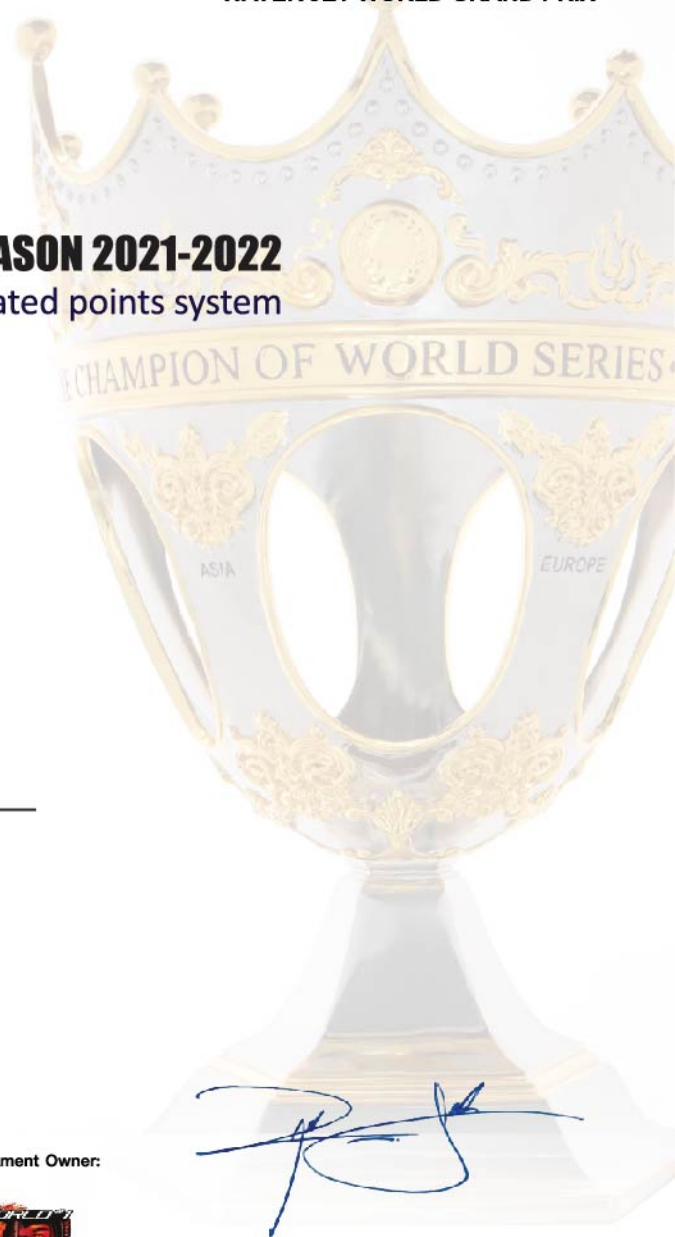 ASON 2021-2022
ated points system
CHAMPION OF WORLD SERIES
ASIA
EUROPE
ment Owner: